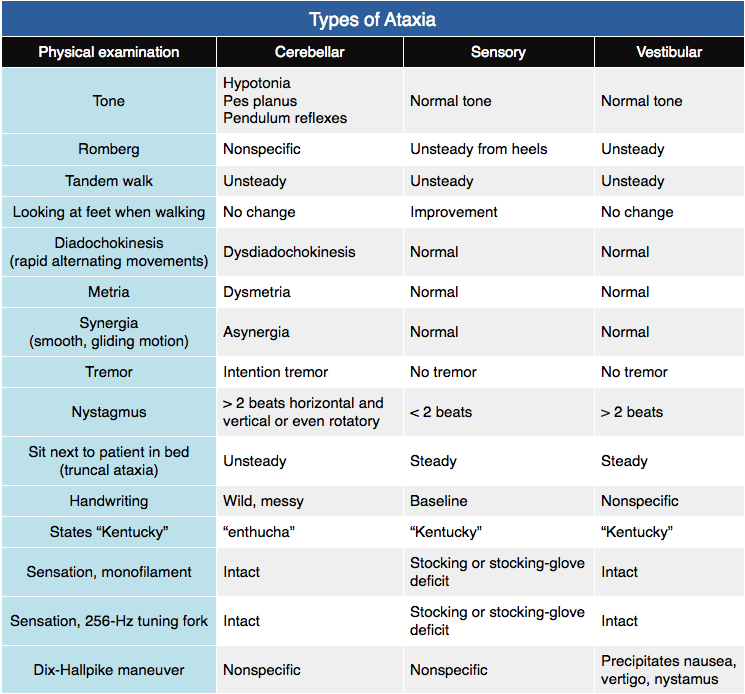 Types of Ataxia
Physical examination Cerebellar Sensory Vestibular
Tone Hypotonia Pes planus Pendulum reflexes Normal tone Normal tone
Romberg Nonspecific Unsteady from heels Unsteady
Tandem walk Unsteady Unsteady Unsteady
Looking at feet when walking No change Improvement No change
Diadochokinesis (rapid alternating movements) Dysdiadochokinesis Normal Normal
Metria Dysmetria Normal Normal
Synergia (smooth, gliding motion) Asynergia Normal Normal
Tremor Intention tremor No tremor No tremor
Nystagmus > 2 beats horizontal and vertical or even rotatory < 2 beats > 2 beats
Sit next to patient in bed (truncal ataxia) Unsteady Steady Steady
Handwriting Wild, messy Baseline Nonspecific
States “Kentucky” “enthucha” “Kentucky” “Kentucky”
Sensation, monofilament Intact Stocking or stocking-glove deficit Intact
Sensation, 256-Hz tuning fork Intact Stocking or stocking-glove deficit Intact
Dix-Hallpike maneuver Nonspecific Nonspecific Precipitates nausea, vertigo, nystamus